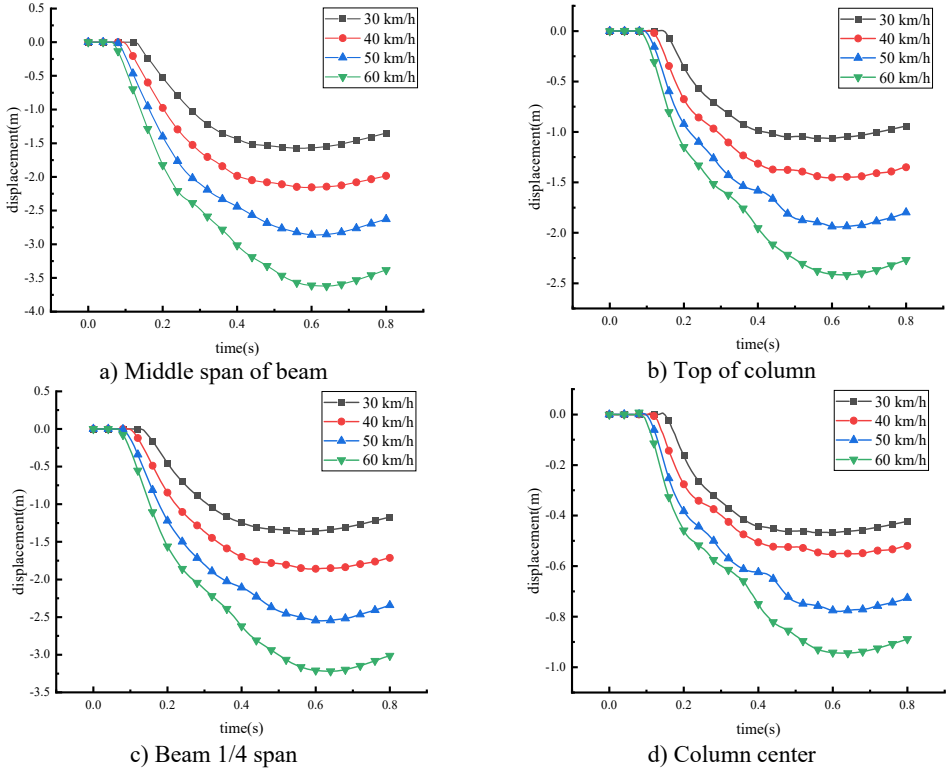 30 km/h
40 km/h
50 km/h
60 km/h
0.5
0.0
-0.5
-1.0
-1.5
-2.0
-2.5
-3.0
-3.5
-4.0
displacement(m)
0.0 0.2 0.4 0.6 0.8
time(s)
a) Middle span of beam
30 km/h
40 km/h
50 km/h
60 km/h
0.0
-0.5
-1.0
-1.5
-2.0
-2.5
displacement(m)
0.0 0.2 0.4 0.6 0.8
time(s)
b) Top of column
30 km/h
40 km/h
50 km/h
60 km/h
0.5
0.0
-0.5
-1.0
-1.5
-2.0
-2.5
-3.0
-3.5
displacement(m)
0.0 0.2 0.4 0.6 0.8
time(s)
c) Beam 1/4 span
30 km/h
40 km/h
50 km/h
60 km/h
0.0
-0.2
-0.4
-0.6
-0.8
-1.0
displacement(m)
0.0 0.2 0.4 0.6 0.8
time(s)
d) Column center